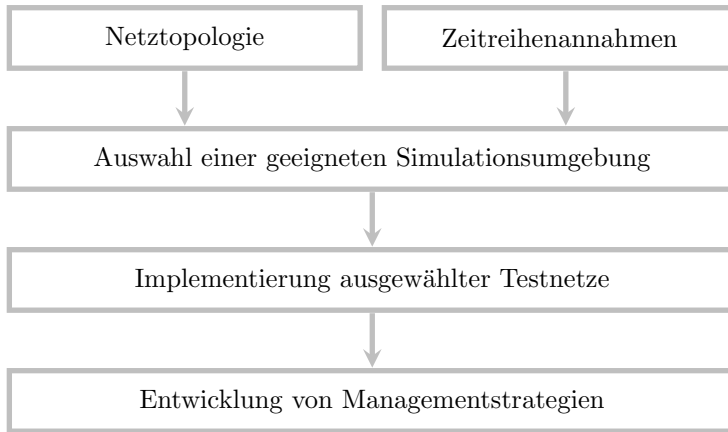 Netztopologie
Zeitreihenannahmen
Auswahl einer geeigneten Simulationsumgebung
Implementierung ausgewählter Testnetze
Entwicklung von Managementstrategien